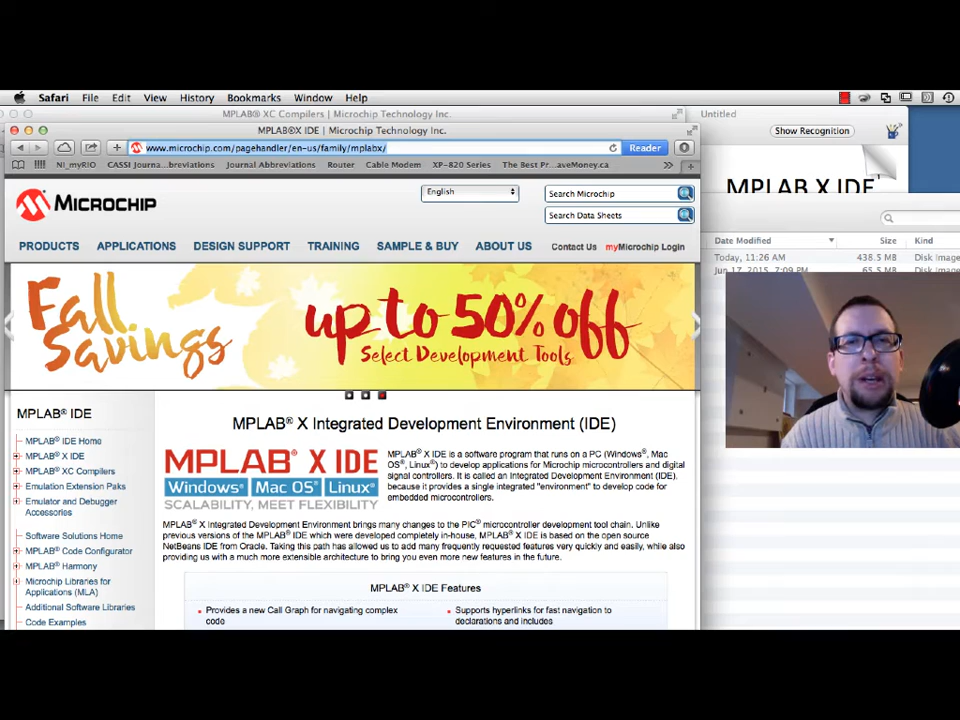 Safari File Edit View History Bookmarks Window Help
MPLAB® XC Compilers | Microchip Technology Inc.
Untitled
MPLAB®X IDE | Microchip Technology Inc.
Show Recognition
www.microchip.com/pagehandler/en-us/family/mplabx/
Reader
NI_myRIO CASSI Journal...breviations Journal Abbreviations Router Cable Modem XP-820 Series The Best Pr...aveMoney.ca
MPLAB X IDE
MICROCHIP
English
Search Microchip
Search Data Sheets
PRODUCTS APPLICATIONS DESIGN SUPPORT TRAINING SAMPLE & BUY ABOUT US Contact Us myMicrochip Login
Date Modified Size Kind
Today, 11:26 AM 438.5 MB Disk Image
Jun 17, 2015, 7:09 PM 65.5 MB Disk Image
Fall Savings
up to 50% off
Select Development Tools
MPLAB® IDE
MPLAB® IDE Home
MPLAB® X IDE
MPLAB® XC Compilers
Emulation Extension Paks
Emulator and Debugger
Accessories
Software Solutions Home
MPLAB® Code Configurator
MPLAB® Harmony
Microchip Libraries for
Applications (MLA)
Additional Software Libraries
Code Examples
MPLAB® X Integrated Development Environment (IDE)
MPLAB® X IDE
Windows® Mac OS® Linux®
SCALABILITY, MEET FLEXIBILITY
MPLAB® X IDE is a software program that runs on a PC (Windows®, Mac
OS®, Linux®) to develop applications for Microchip microcontrollers and digital
signal controllers. It is called an Integrated Development Environment (IDE),
because it provides a single integrated "environment" to develop code for
embedded microcontrollers.
MPLAB® X Integrated Development Environment brings many changes to the PIC® microcontroller development tool chain. Unlike
previous versions of the MPLAB® IDE which were developed completely in-house, MPLAB® X IDE is based on the open source
NetBeans IDE from Oracle. Taking this path has allowed us to add many frequently requested features very quickly and easily, while also
providing us with a much more extensible architecture to bring you even more new features in the future.
MPLAB® X IDE Features
Provides a new Call Graph for navigating complex
code
Supports hyperlinks for fast navigation to
declarations and includes